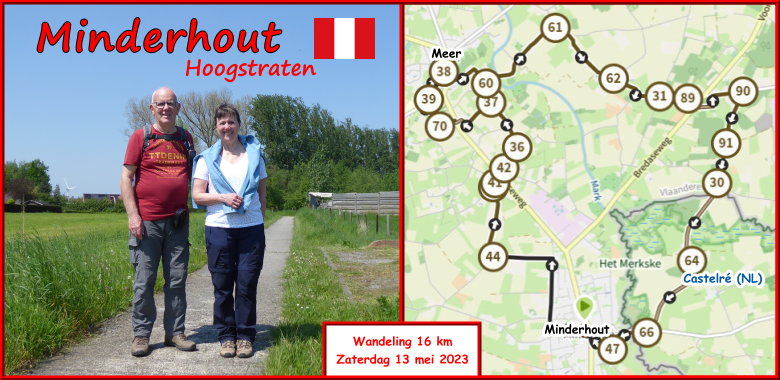 Minderhout
Hoogstraten
TTDENIM
Wandeling 16 km
Zaterdag 13 mei 2023
61
Meer
38
60
62
39
37
31
89
90
70
36
91
42
41
30
Mark
Bredaseweg
Vlaandere
44
Het Merkske
64
Castelré (NL)
Minderhout
47
66